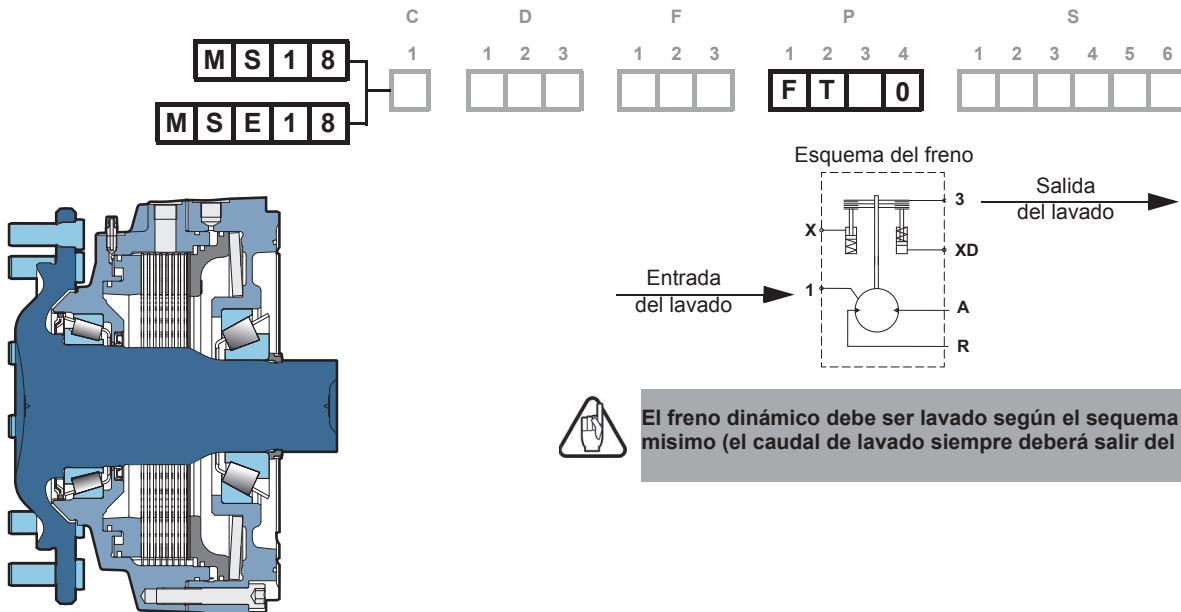 C D F P S
1 1 2 3 1 2 3 1 2 3 4 1 2 3 4 5 6
M S 1 8
F T 0
M S E 1 8
Esquema del freno
3
Salida
del lavado
X
XD
Entrada
del lavado
1
A
R
El freno dinámico debe ser lavado según el sequema
misimo (el caudal de lavado siempre deberá salir del